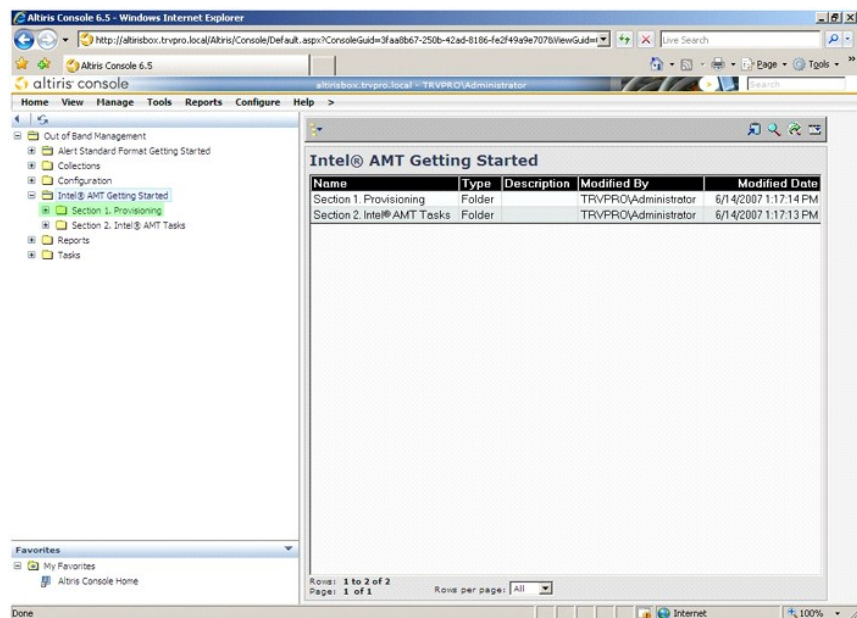 Altiris Console 6.5 - Windows Internet Explorer
http://altirisbox.trvpro.local/Altiris/Console/Default.aspx?ConsoleGuid=3faa8b67-250b-42ad-8186-fe2f49a9e707&ViewGuid=
Live Search
Altiris Console 6.5
Page
Tools
altiris console
altirisbox.trvpro.local - TRVPRO\Administrator
Search
Home View Manage Tools Reports Configure Help >
Out of Band Management
Alert Standard Format Getting Started
Collections
Configuration
Intel® AMT Getting Started
Section 1. Provisioning
Section 2. Intel® AMT Tasks
Reports
Tasks
Intel® AMT Getting Started
Name Type Description Modified By Modified Date
Section 1. Provisioning Folder TRVPRO\Administrator 6/14/2007 1:17:14 PM
Section 2. Intel® AMT Tasks Folder TRVPRO\Administrator 6/14/2007 1:17:13 PM
Favorites
My Favorites
Altiris Console Home
Rows: 1 to 2 of 2
Page: 1 of 1
Rows per page: All
Done
Internet
100%